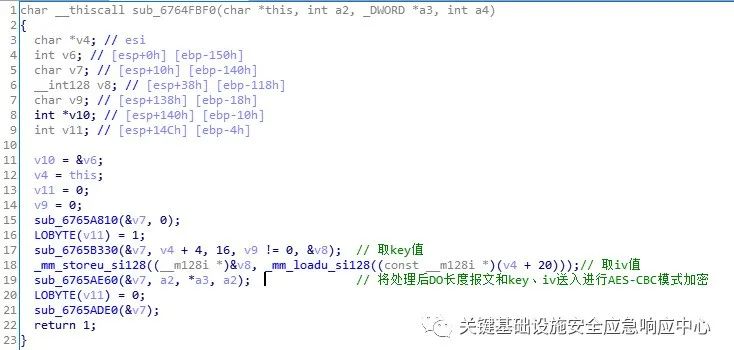 1 char __thiscall sub_6764FBF0(char *this, int a2, _DWORD *a3, int a4)
2 {
3 char *v4; // esi
4 int v6; // [esp+0h] [ebp-150h]
5 char v7; // [esp+10h] [ebp-140h]
6 __int128 v8; // [esp+38h] [ebp-118h]
7 char v9; // [esp+138h] [ebp-18h]
8 int *v10; // [esp+140h] [ebp-10h]
9 int v11; // [esp+14Ch] [ebp-4h]
10
11 v10 = &v6;
12 v4 = this;
13 v11 = 0;
14 v9 = 0;
15 sub_6765A810(&v7, 0);
16 LOBYTE(v11) = 1;
17 sub_6765B330(&v7, v4 + 4, 16, v9 != 0, &v8); // 取key值
18 _mm_storeu_si128((__m128i *)&v8, _mm_loadu_si128((const __m128i *)(v4 + 20)));// 取iv值
19 sub_6765AE60(&v7, a2, *a3, a2); // 将处理后DO长度报文和key、iv送入进行AES-CBC模式加密
20 LOBYTE(v11) = 0;
21 sub_6765ADE0(&v7);
22 return 1;
23 }
关键基础设施安全应急响应中心